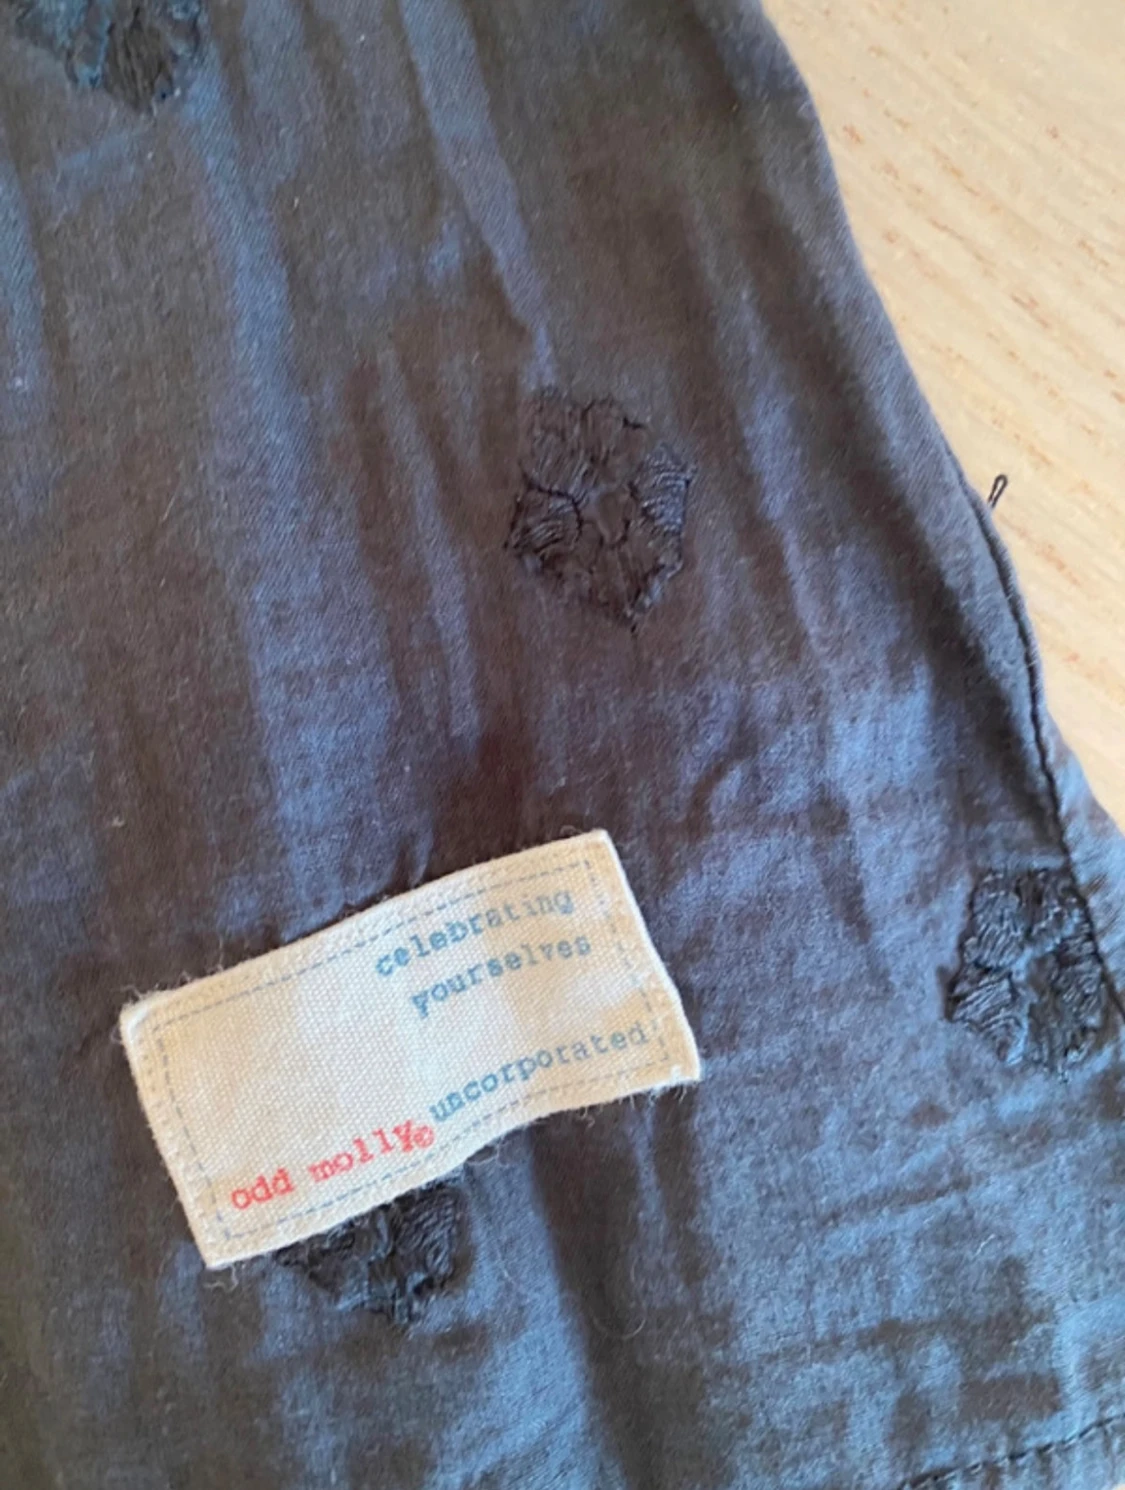 celebrating
yourselves
odd molly© uncorporated